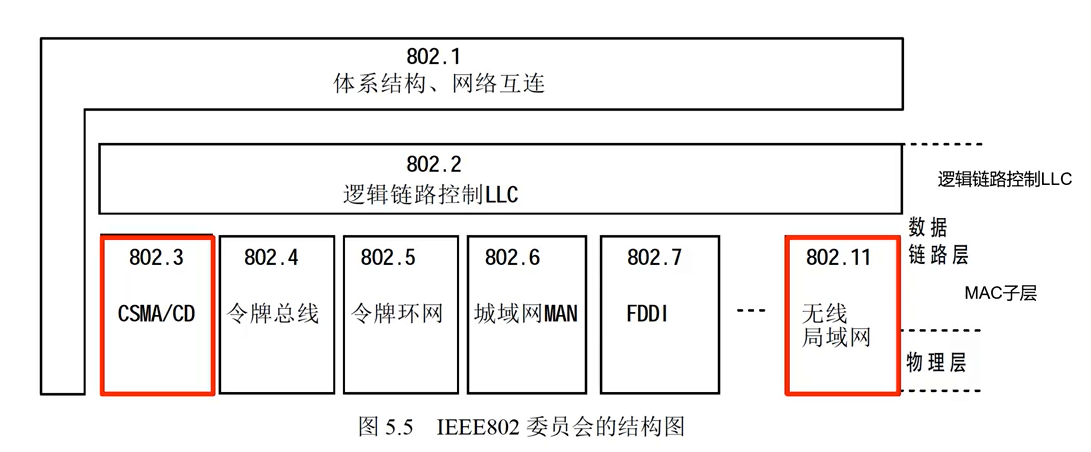 802.1
体系结构、网络互连
802.2
逻辑链路控制LLC
逻辑链路控制LLC
数据
链路层
802.3
CSMA/CD
802.4
令牌总线
802.5
令牌环网
802.6
城域网MAN
802.7
FDDI
...
802.11
无线
局域网
MAC子层
物理层
图 5.5 IEEE802 委员会的结构图